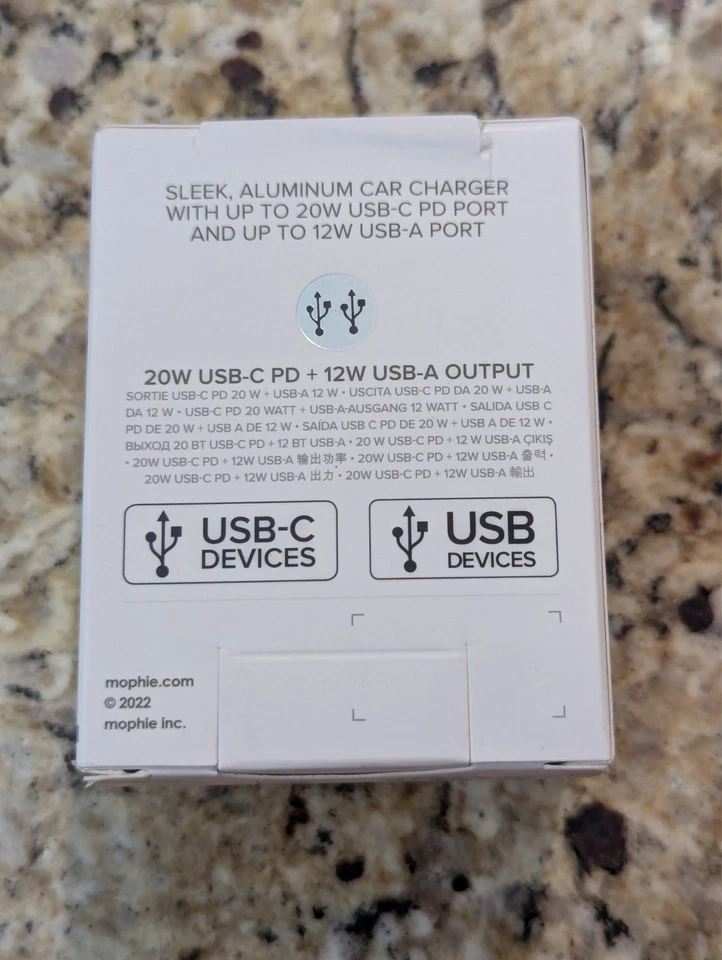 SLEEK, ALUMINUM CAR CHARGER
WITH UP TO 20W USB-C PD PORT
AND UP TO 12W USB-A PORT
20W USB-C PD + 12W USB-A OUTPUT
SORTIE USB-C PD 20 W + USB-A 12 W • USCITA USB-C PD DA 20 W + USB-A
DA 12 W • USB-C PD 20 WATT + USB-A-AUSGANG 12 WATT • SALIDA USB C
PD DE 20 W + USB A DE 12 W • SAÍDA USB C PD DE 20 W + USB A DE 12 W •
ВЫХОД 20 ВТ USB-C PD + 12 ВТ USB-A • 20 W USB-C PD + 12 W USB-A ÇIKIŞ
• 20W USB-C PD + 12W USB-A 輸出功率 • 20W USB-C PD + 12W USB-A 출력 •
20W USB-C PD + 12W USB-A 出力 • 20W USB-C PD + 12W USB-A 輸出
USB-C
DEVICES
USB
DEVICES
mophie.com
© 2022
mophie inc.